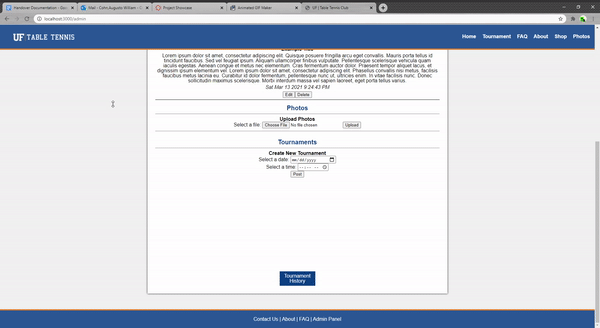 Handover Documentation - Goo
Mail - Cohn,Augusto William - O
Project Showcase
Animated GIF Maker
UF | Table Tennis Club
localhost:3000/admin
UF TABLE TENNIS
Home Tournament FAQ About Shop Photos
Lorem ipsum dolor sit amet, consectetur adipiscing elit. Quisque posuere fringilla arcu eget convallis. Mauris porta tellus id
tincidunt faucibus. Sed vel feugiat ipsum. Aliquam ullamcorper finibus vulputate. Pellentesque scelerisque vehicula quam
iaculis egestas. Aenean congue et metus nec elementum. Cras fermentum auctor dolor. Praesent tempor aliquet lacus, et
dignissim ipsum elementum vel. Lorem ipsum dolor sit amet, consectetur adipiscing elit. Phasellus convallis nisi metus, facilisis
faucibus metus lacinia eu. Curabitur id dolor fermentum, pellentesque nunc ut, ultrices enim. In vitae facilisis nunc. Donec
sollicitudin maximus scelerisque. Morbi interdum massa vel sapien laoreet, eget porta tellus varius.
Sat Mar 13 2021 9:24:43 PM
Edit Delete
Photos
Upload Photos
Select a file: Choose File No file chosen Upload
Tournaments
Create New Tournament
Select a date: mm/dd/yyyy
Select a time: --:-- --
Post
Tournament
History
Contact Us | About | FAQ | Admin Panel